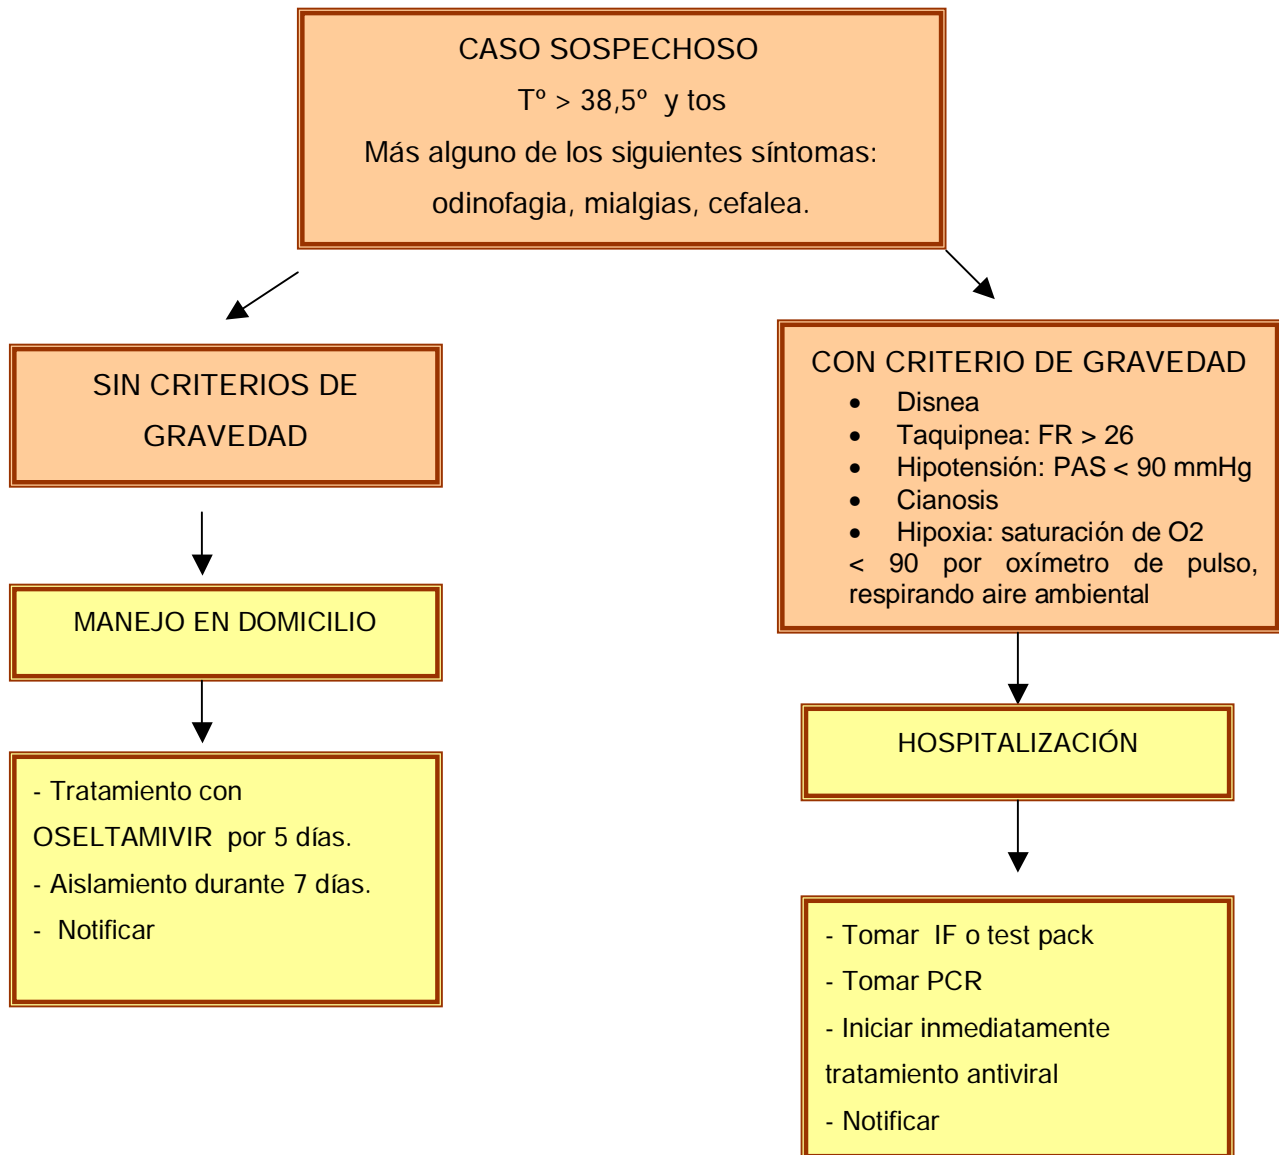 CASO SOSPECHOSO
Tº > 38,5º y tos
Más alguno de los siguientes síntomas:
odinofagia, mialgias, cefalea.
SIN CRITERIOS DE
GRAVEDAD
MANEJO EN DOMICILIO
- Tratamiento con
OSELTAMIVIR por 5 días.
- Aislamiento durante 7 días.
- Notificar
CON CRITERIO DE GRAVEDAD
• Disnea
• Taquipnea: FR > 26
• Hipotensión: PAS < 90 mmHg
• Cianosis
• Hipoxia: saturación de O2
< 90 por oxímetro de pulso,
respirando aire ambiental
HOSPITALIZACIÓN
- Tomar IF o test pack
- Tomar PCR
- Iniciar inmediatamente
tratamiento antiviral
- Notificar